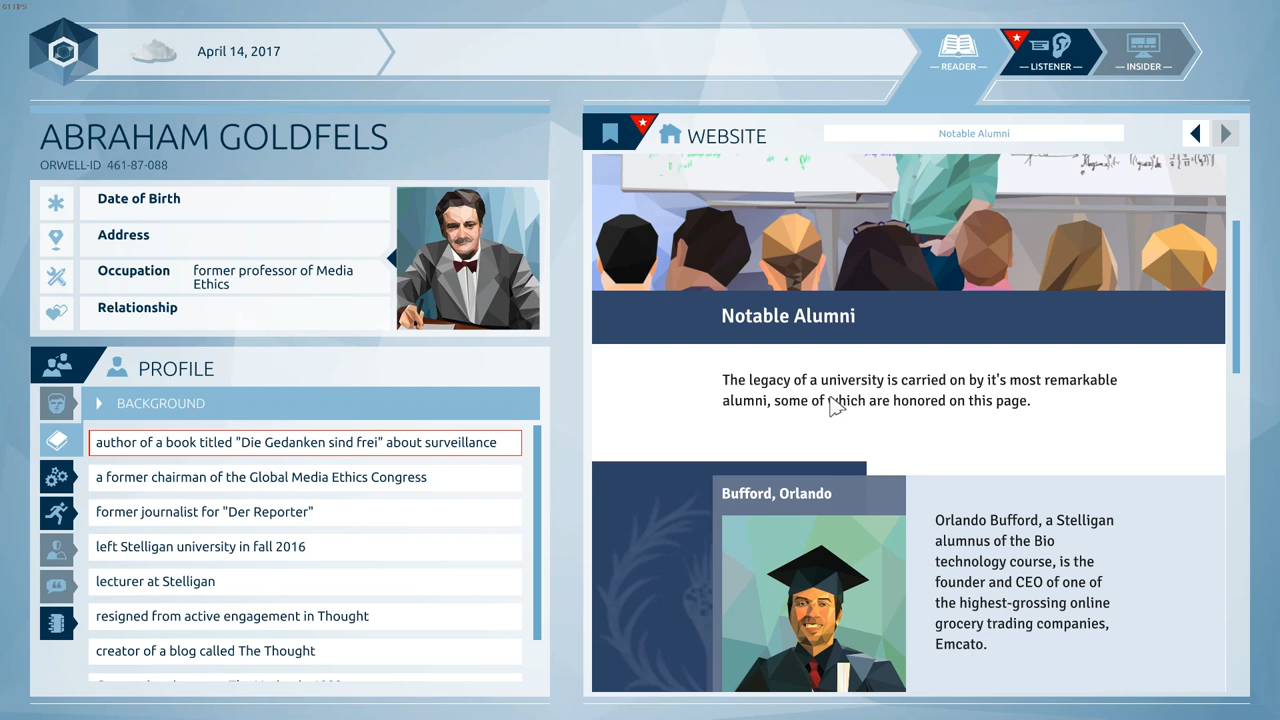 61 FPS
April 14, 2017
READER
LISTENER
INSIDER
ABRAHAM GOLDFELS
ORWELL-ID 461-87-088
Date of Birth
Address
Occupation former professor of Media
Ethics
Relationship
PROFILE
BACKGROUND
author of a book titled "Die Gedanken sind frei" about surveillance
a former chairman of the Global Media Ethics Congress
former journalist for "Der Reporter"
left Stelligan university in fall 2016
lecturer at Stelligan
resigned from active engagement in Thought
creator of a blog called The Thought
WEBSITE
Notable Alumni
Notable Alumni
The legacy of a university is carried on by it's most remarkable
alumni, some of which are honored on this page.
Bufford, Orlando
Orlando Bufford, a Stelligan
alumnus of the Bio
technology course, is the
founder and CEO of one of
the highest-grossing online
grocery trading companies,
Emcato.